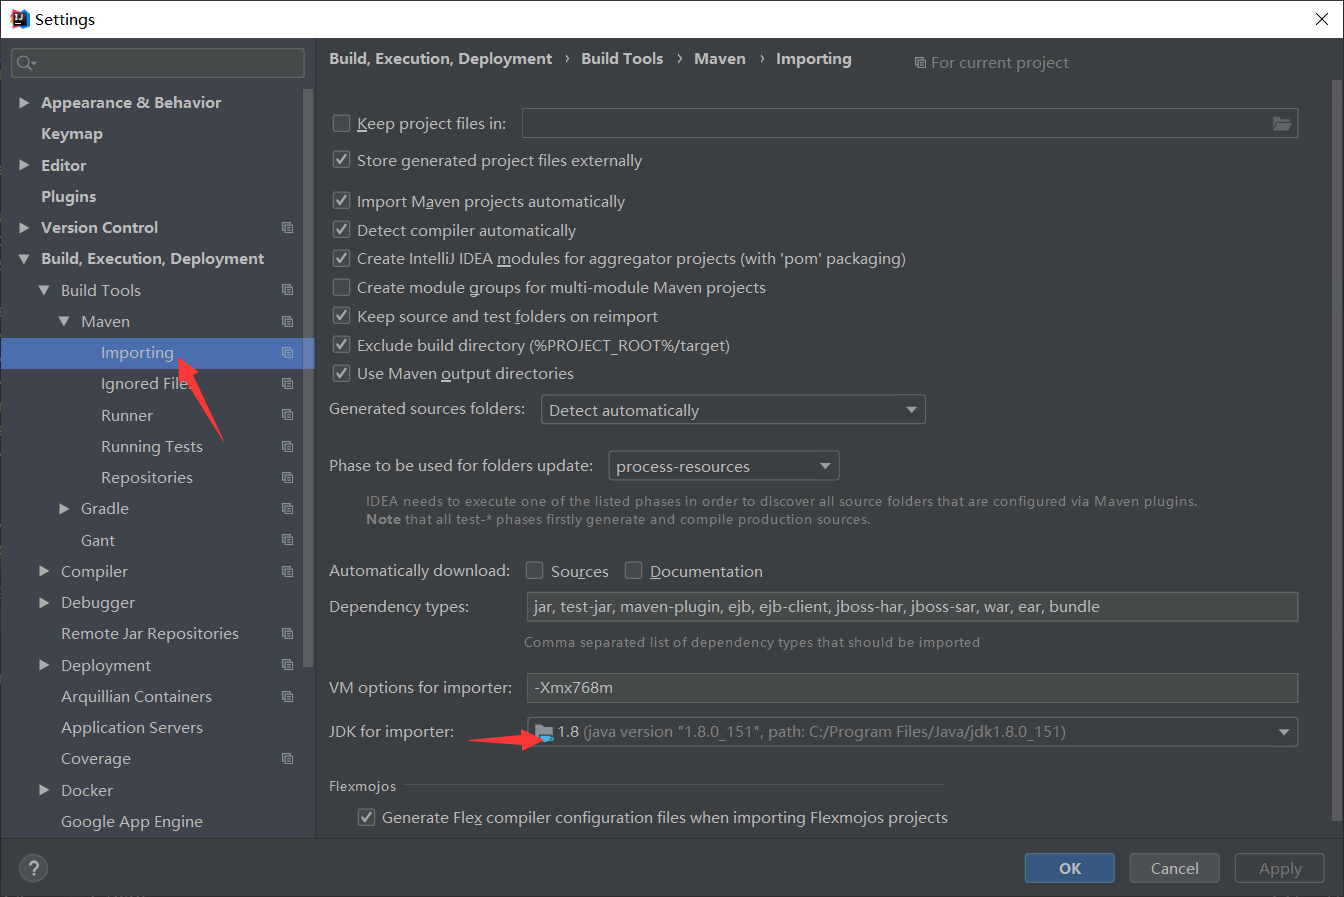 Settings
Appearance & Behavior
Keymap
Editor
Plugins
Version Control
Build, Execution, Deployment
Build Tools
Maven
Importing
Ignored File
Runner
Running Tests
Repositories
Gradle
Gant
Compiler
Debugger
Remote Jar Repositories
Deployment
Arquillian Containers
Application Servers
Coverage
Docker
Google App Engine
Build, Execution, Deployment › Build Tools › Maven › Importing For current project
Keep project files in:
Store generated project files externally
Import Maven projects automatically
Detect compiler automatically
Create IntelliJ IDEA modules for aggregator projects (with 'pom' packaging)
Create module groups for multi-module Maven projects
Keep source and test folders on reimport
Exclude build directory (%PROJECT_ROOT%/target)
Use Maven output directories
Generated sources folders: Detect automatically
Phase to be used for folders update: process-resources
IDEA needs to execute one of the listed phases in order to discover all source folders that are configured via Maven plugins.
Note that all test-* phases firstly generate and compile production sources.
Automatically download: Sources Documentation
Dependency types: jar, test-jar, maven-plugin, ejb, ejb-client, jboss-har, jboss-sar, war, ear, bundle
Comma separated list of dependency types that should be imported
VM options for importer: -Xmx768m
JDK for importer: 1.8 (java version "1.8.0_151", path: C:/Program Files/Java/jdk1.8.0_151)
Flexmojos
Generate Flex compiler configuration files when importing Flexmojos projects
? OK Cancel Apply